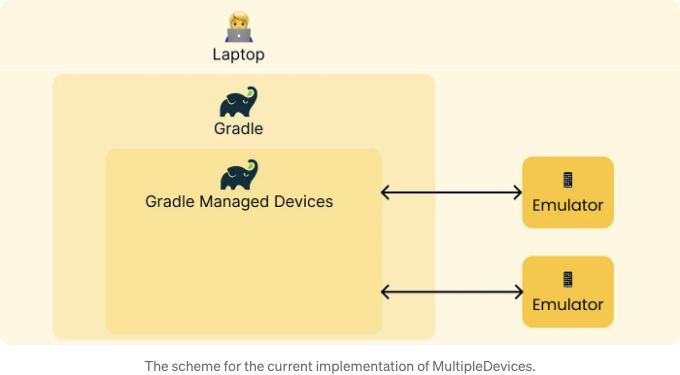 Laptop
Gradle
Gradle Managed Devices
Emulator
Emulator
The scheme for the current implementation of MultipleDevices.